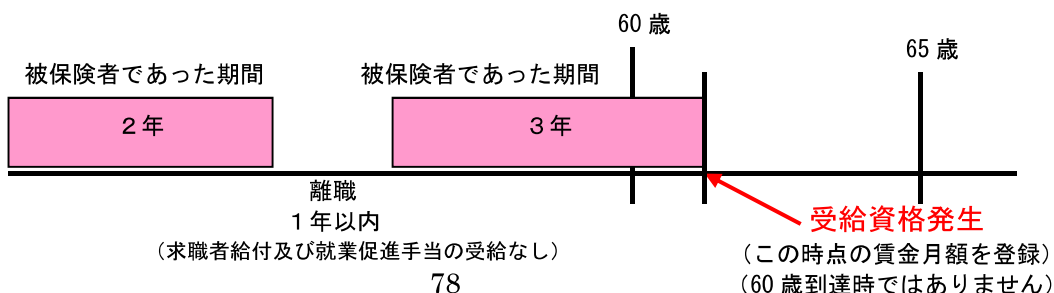 60 歳
65 歳
被保険者であった期間
被保険者であった期間
２年
３年
離職
１年以内
（求職者給付及び就業促進手当の受給なし）
受給資格発生
（この時点の賃金月額を登録）
（60 歳到達時ではありません）
78